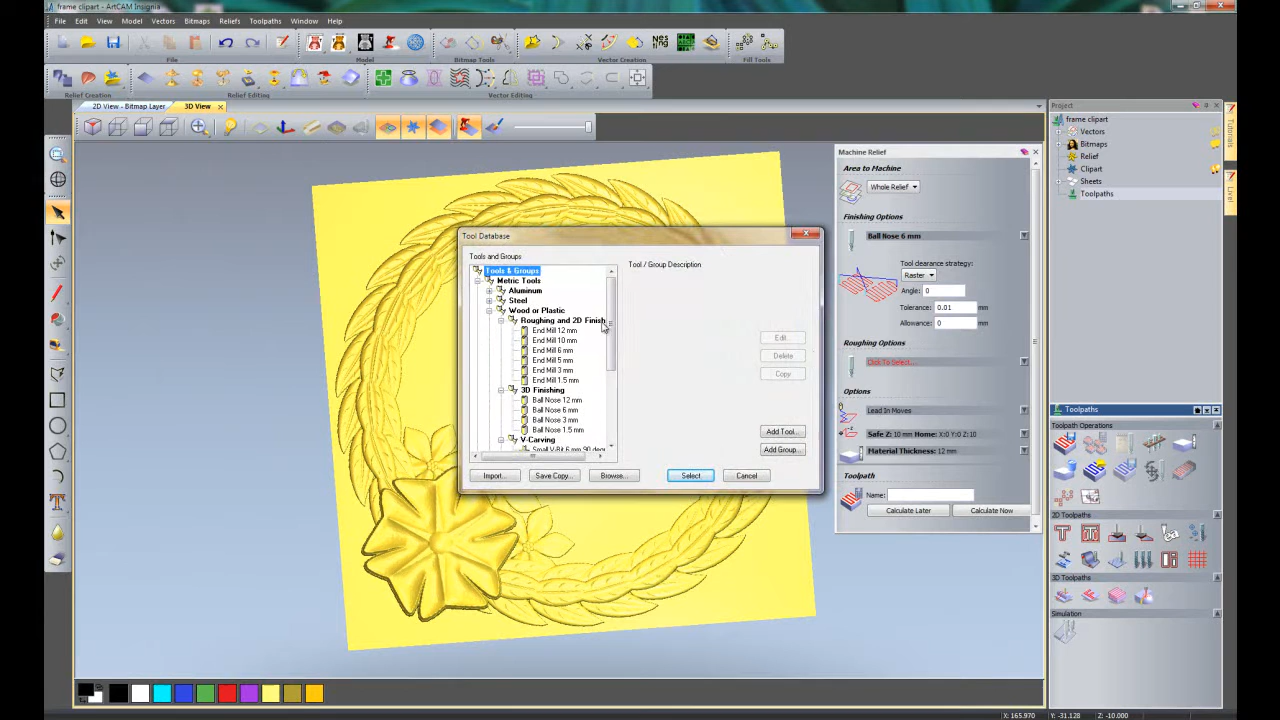 frame clipart - ArtCAM Insignia
File Edit View Model Vectors Bitmaps Reliefs Toolpaths Window Help
File Model Bitmap Tools Vector Creation Fill Tools
Relief Creation Relief Editing Vector Editing
2D View - Bitmap Layer 3D View
Project
frame clipart
Vectors
Bitmaps
Relief
Clipart
Sheets
Toolpaths
Tutorials
Machine Relief
Area to Machine
Whole Relief
Finishing Options
Ball Nose 6 mm
Tool clearance strategy:
Raster
Angle: 0
Tolerance: 0.01 mm
Allowance: 0 mm
Roughing Options
Click To Select...
Options
Lead In Moves
Safe Z: 10 mm Home: X:0 Y:0 Z:10
Material Thickness: 12 mm
Toolpath
Name:
Calculate Later Calculate Now
Tool Database
Tools and Groups
Tools & Groups
Metric Tools
Aluminum
Steel
Wood or Plastic
Roughing and 2D Finish
End Mill 12 mm
End Mill 10 mm
End Mill 6 mm
End Mill 5 mm
End Mill 3 mm
End Mill 1.5 mm
3D Finishing
Ball Nose 12 mm
Ball Nose 6 mm
Ball Nose 3 mm
Ball Nose 1.5 mm
V-Carving
Small V-Bit 6 mm 90 degr
Tool / Group Description
Edit...
Delete
Copy
Add Tool...
Add Group...
Import... Save Copy... Browse... Select Cancel
Toolpaths
Toolpath Operations
2D Toolpaths
3D Toolpaths
Simulation
X: 165.970 Y: -31.128 Z: -10.000